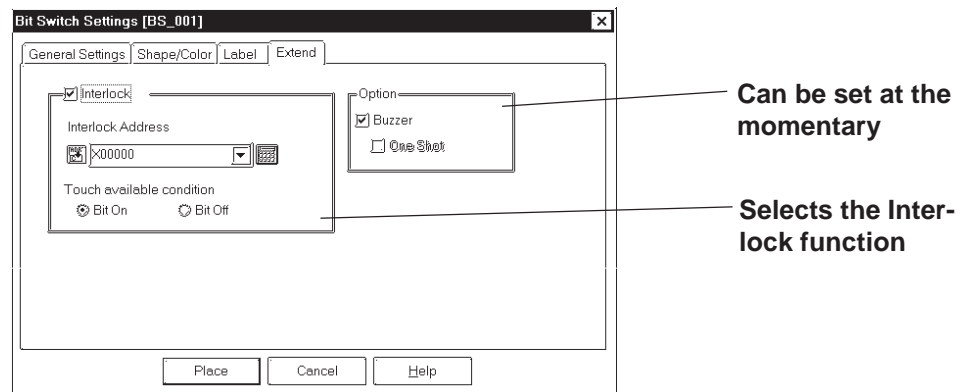 Bit Switch Settings [BS_001]
General Settings Shape/Color Label Extend
Interlock
Interlock Address
X00000
Touch available condition
Bit On Bit Off
Option
Buzzer
One Shot
Place Cancel Help
Can be set at the
momentary
Selects the Inter-
lock function